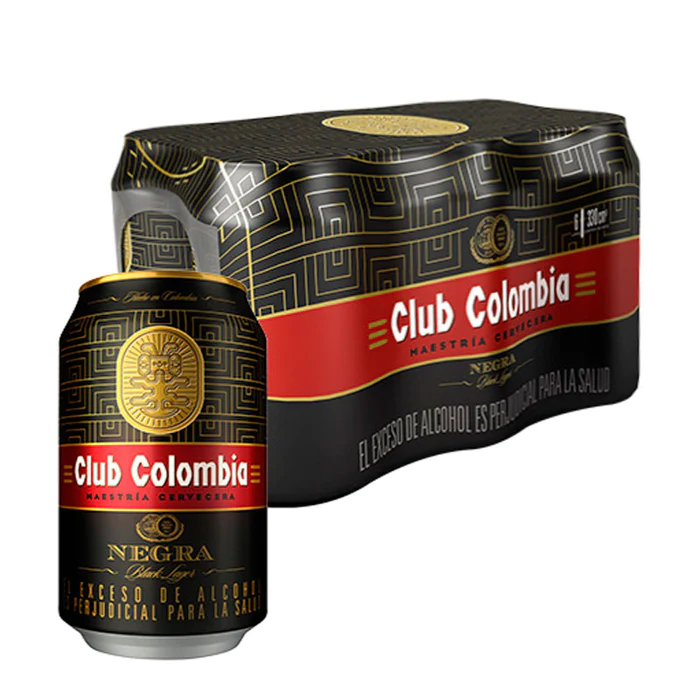 6 | 330 cm³
Club Colombia
MAESTRÍA CERVECERA
NEGRA
Black Lager
EL EXCESO DE ALCOHOL ES PERJUDICIAL PARA LA SALUD
Hecho en Colombia
Club Colombia
MAESTRÍA CERVECERA
NEGRA
Black Lager
EL EXCESO DE ALCOHOL
ES PERJUDICIAL PARA LA SALUD